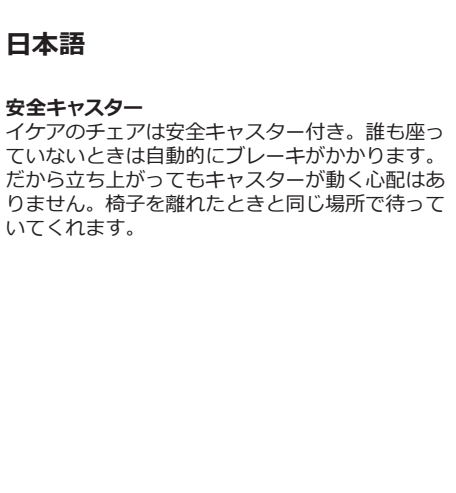 日本語
安全キャスター
イケアのチェアは安全キャスター付き。誰も座っ
ていないときは自動的にブレーキがかかります。
だから立ち上がってもキャスターが動く心配はあ
りません。椅子を離れたときと同じ場所で待って
いてくれます。